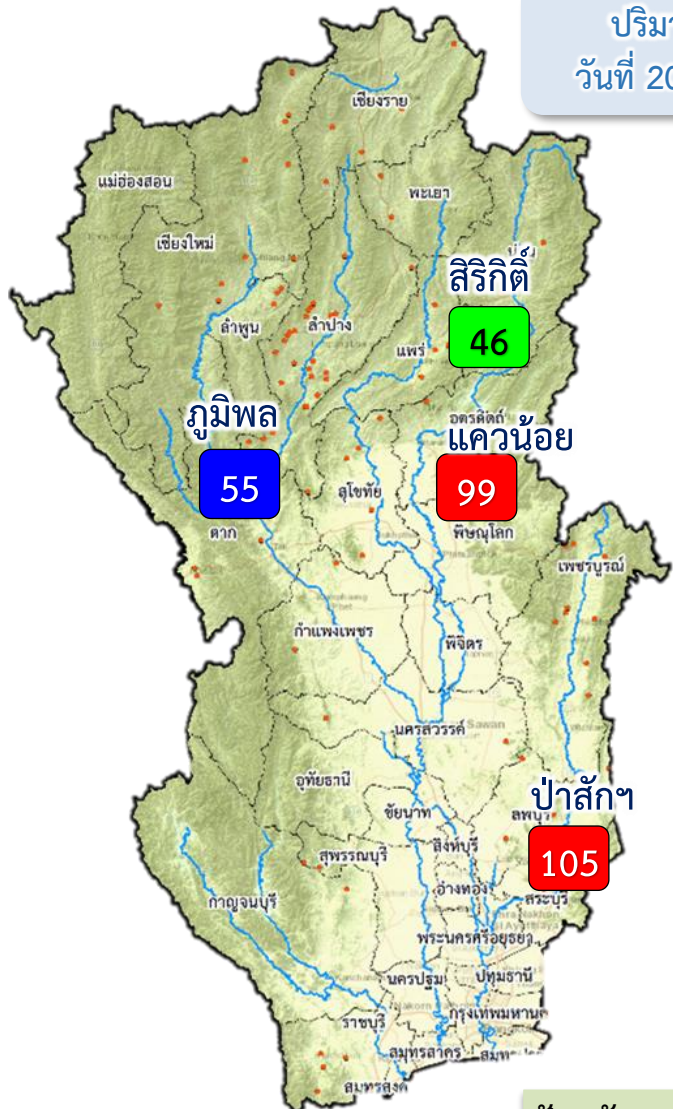 ปริมา
วันที่ 20
เชียงราย
แม่ฮ่องสอน
พะเยา
เชียงใหม่
น่าน
สิริกิติ์
46
ลำพูน
ลำปาง
แพร่
อุตรดิตถ์
ภูมิพล
55
แควน้อย
99
สุโขทัย
ตาก
พิษณุโลก
เพชรบูรณ์
กำแพงเพชร
พิจิตร
นครสวรรค์
Sawan
อุทัยธานี
ป่าสักฯ
105
ชัยนาท
ลพบุรี
สิงห์บุรี
สุพรรณบุรี
อ่างทอง
สระบุรี
กาญจนบุรี
พระนครศรีอยุธยา
นครปฐม
ปทุมธานี
ราชบุรี
กรุงเทพมหานค
สมุทรสาคร
สมุทรสงค